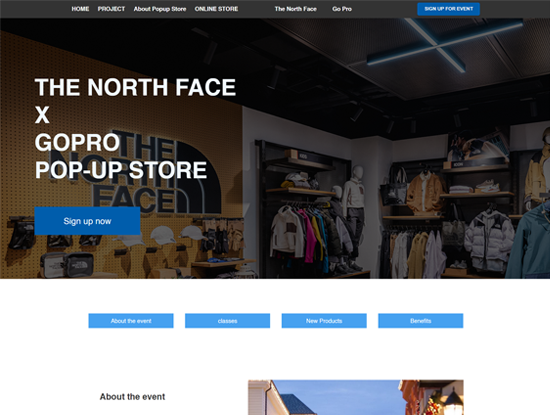 HOME PROJECT About Popup Store ONLINE STORE The North Face Go Pro SIGN UP FOR EVENT
THE NORTH FACE
X
GOPRO
POP-UP STORE
THE
NORTH
FACE
Sign up now
About the event classes New Products Benefits
About the event